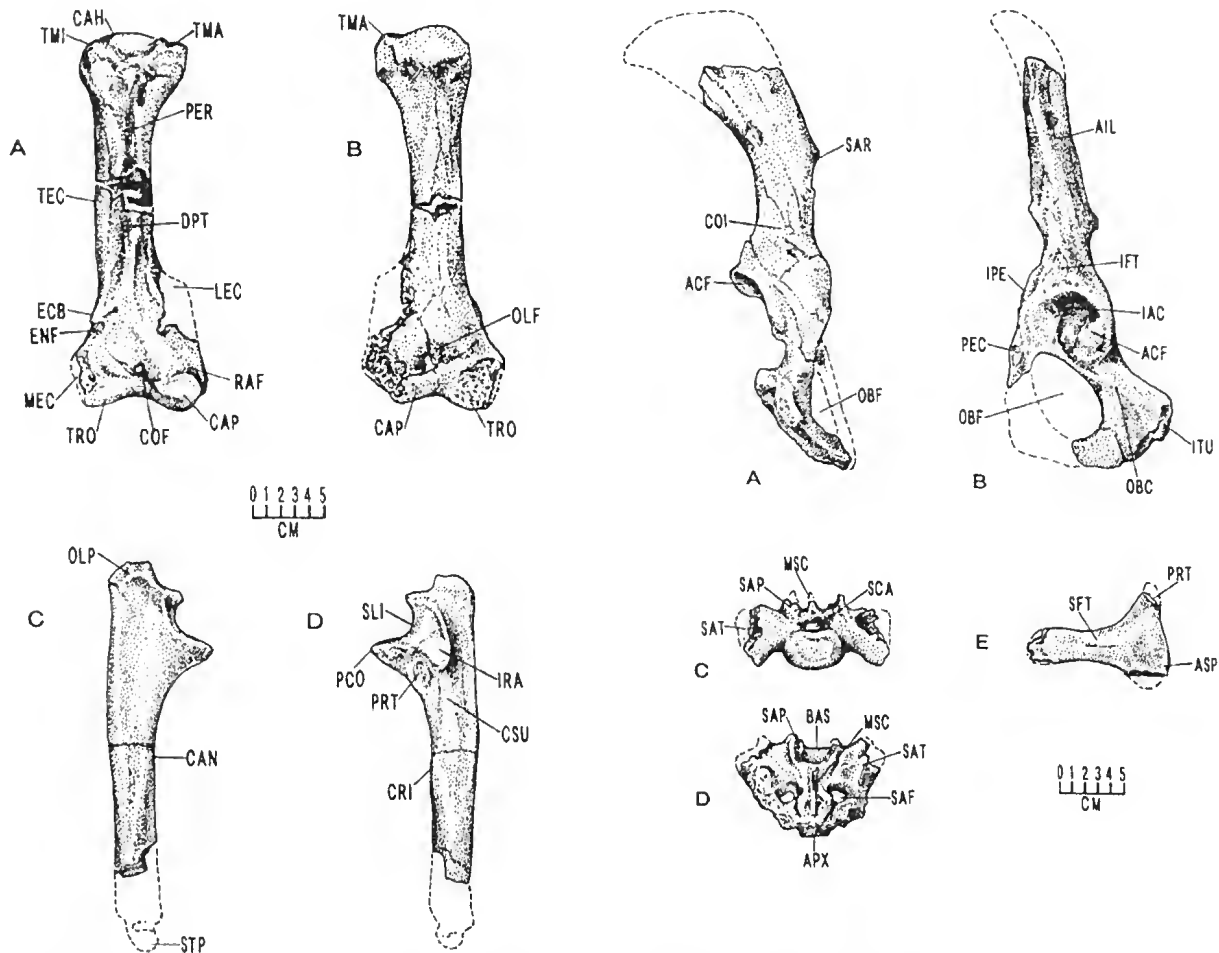 CAH
TMI
TMA
PER
A
TEC
DPT
LEC
ECB
ENF
MEC
RAF
TRO
COF
CAP
TMA
B
OLF
CAP
TRO
0 1 2 3 4 5
CM
OLP
C
CAN
STP
SLI
D
PCO
PRT
IRA
CSU
CRI
SAR
COI
ACF
OBF
A
AIL
IPE
IFT
IAC
PEC
ACF
OBF
ITU
OBC
B
MSC
SAP
SCA
SAT
C
SAP
BAS
MSC
SAT
SAF
D
APX
PRT
SFT
E
ASP
0 1 2 3 4 5
CM